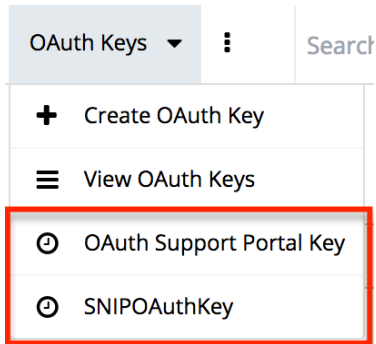 OAuth Keys
Search
Create OAuth Key
View OAuth Keys
OAuth Support Portal Key
SNIPOAuthKey